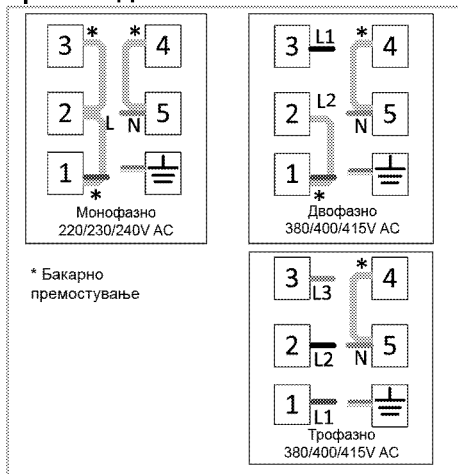 3 * * 4
2 L N 5
1 *
Монофазно
220/230/240V AC
3 L1 * 4
2 L2 N 5
1 *
Двофазно
380/400/415V AC
* Бакарно
премостување
3 L3 * 4
2 L2 N 5
1 L1
Трофазно
380/400/415V AC